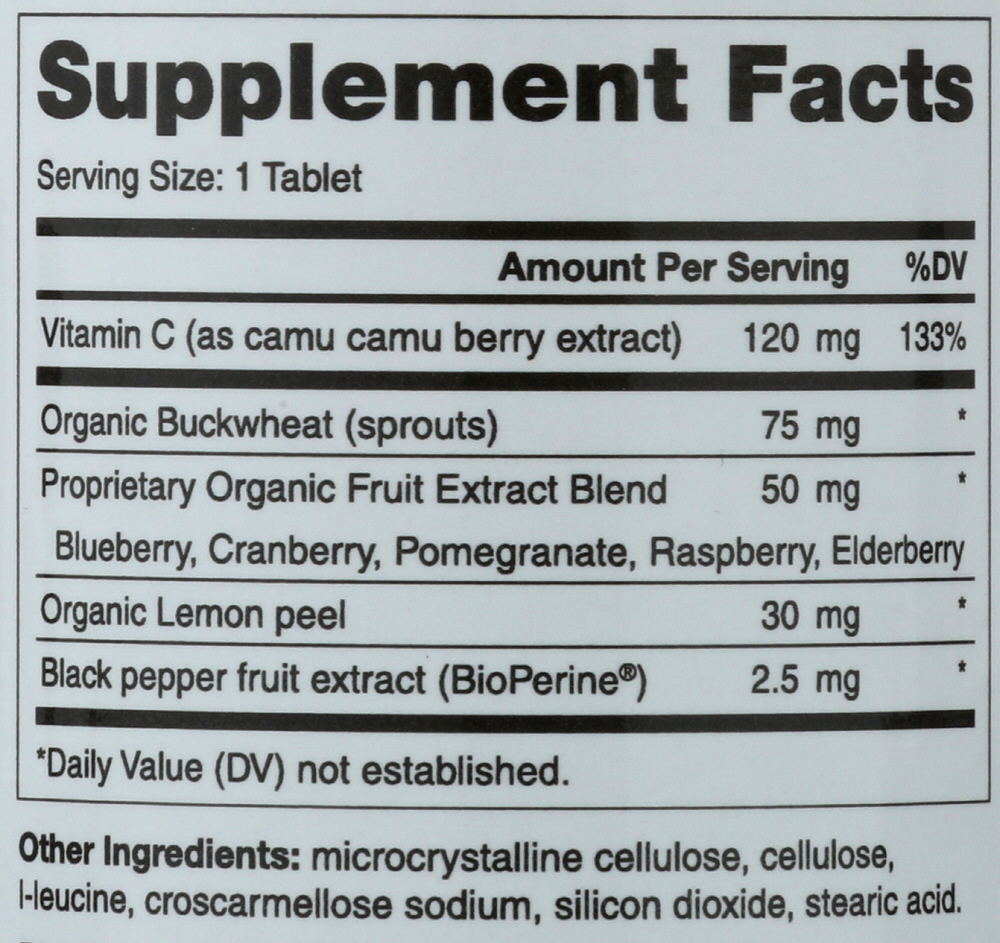 Supplement Facts
Serving Size: 1 Tablet
Amount Per Serving %DV
Vitamin C (as camu camu berry extract) 120 mg 133%
Organic Buckwheat (sprouts) 75 mg *
Proprietary Organic Fruit Extract Blend 50 mg *
Blueberry, Cranberry, Pomegranate, Raspberry, Elderberry
Organic Lemon peel 30 mg *
Black pepper fruit extract (BioPerine®) 2.5 mg *
*Daily Value (DV) not established.
Other Ingredients: microcrystalline cellulose, cellulose,
l-leucine, croscarmellose sodium, silicon dioxide, stearic acid.